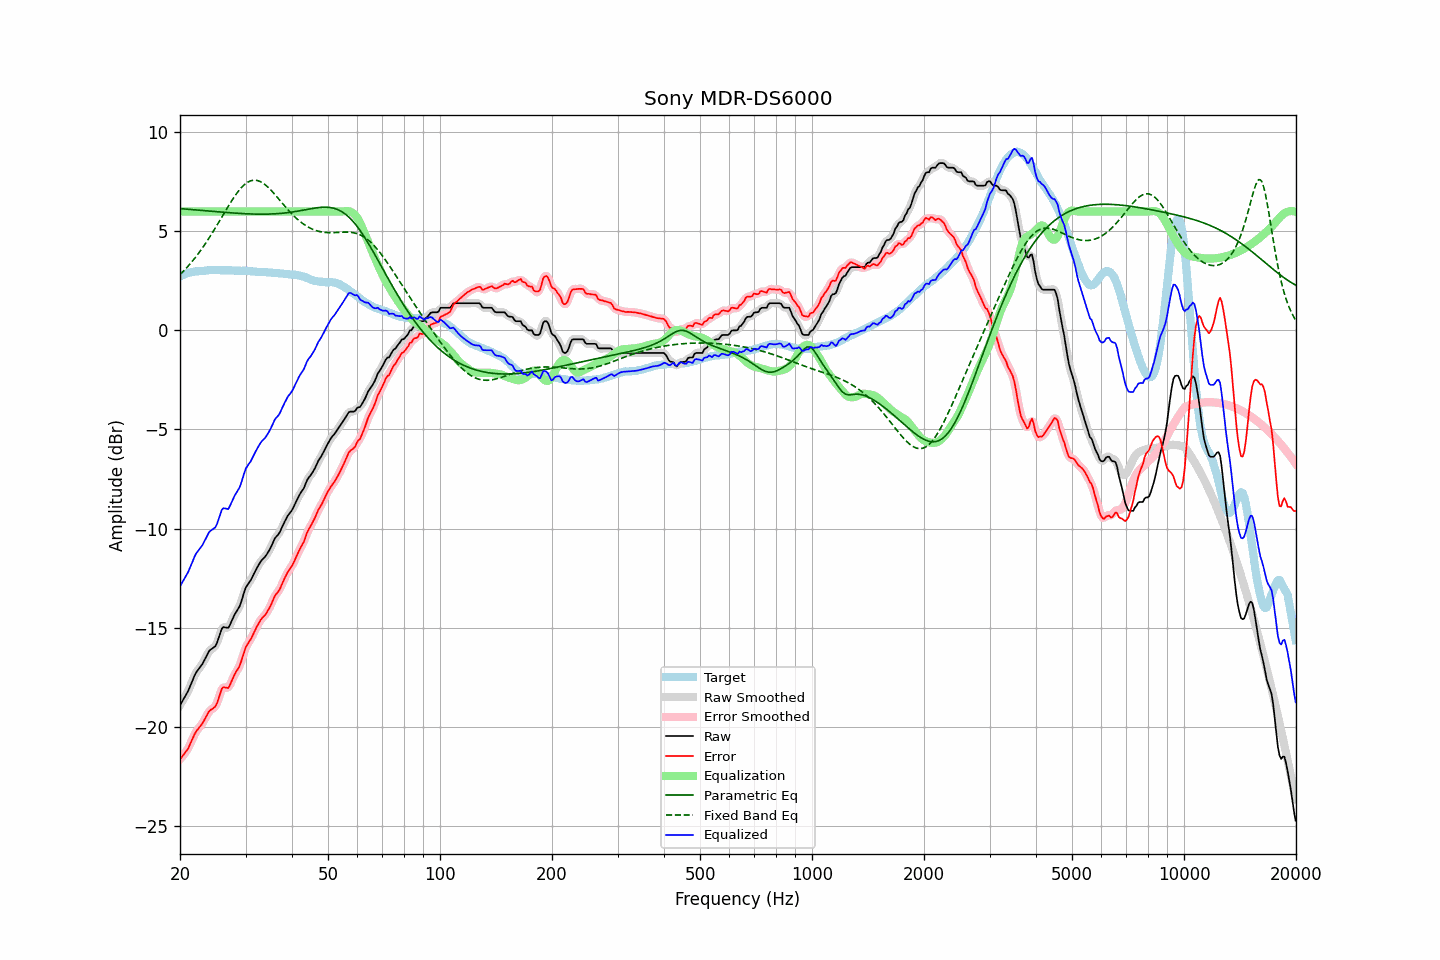 Sony MDR-DS6000
Amplitude (dBr)
10
5
0
−5
−10
−15
−20
−25
Target
Raw Smoothed
Error Smoothed
Raw
Error
Equalization
Parametric Eq
Fixed Band Eq
Equalized
20 50 100 200 500 1000 2000 5000 10000 20000
Frequency (Hz)